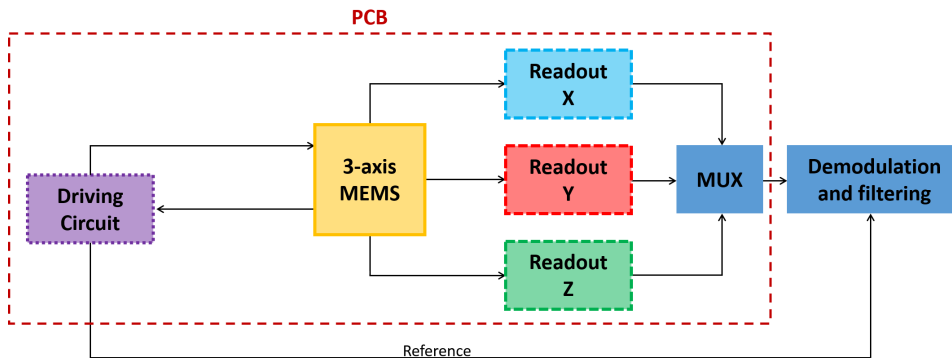 PCB
Readout
X
3-axis
MEMS
Readout
Y
MUX
Demodulation
and filtering
Driving
Circuit
Readout
Z
Reference